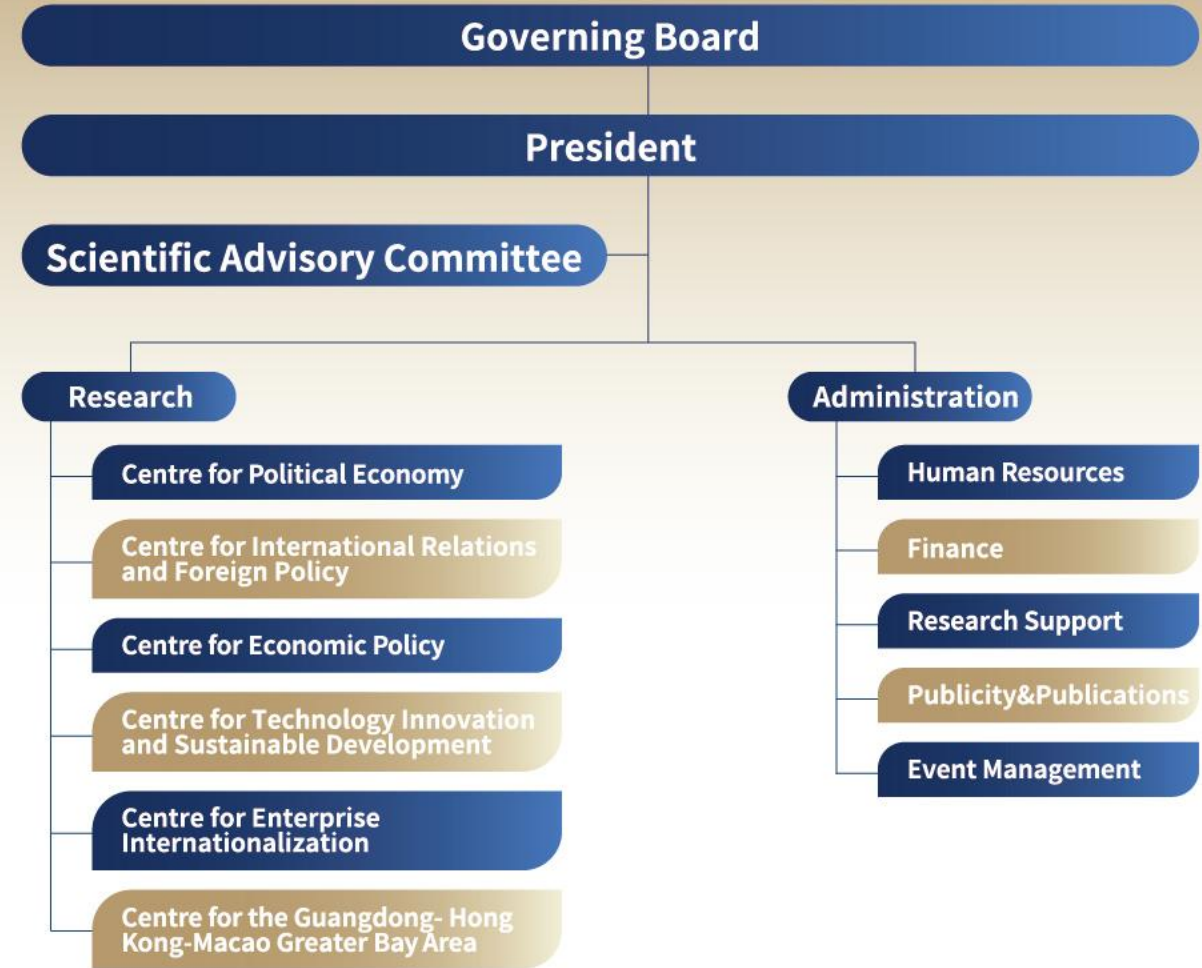 Governing Board
President
Scientific Advisory Committee
Research
Centre for Political Economy
Centre for International Relations
and Foreign Policy
Centre for Economic Policy
Centre for Technology Innovation
and Sustainable Development
Centre for Enterprise
Internationalization
Centre for the Guangdong- Hong
Kong-Macao Greater Bay Area
Administration
Human Resources
Finance
Research Support
Publicity&Publications
Event Management